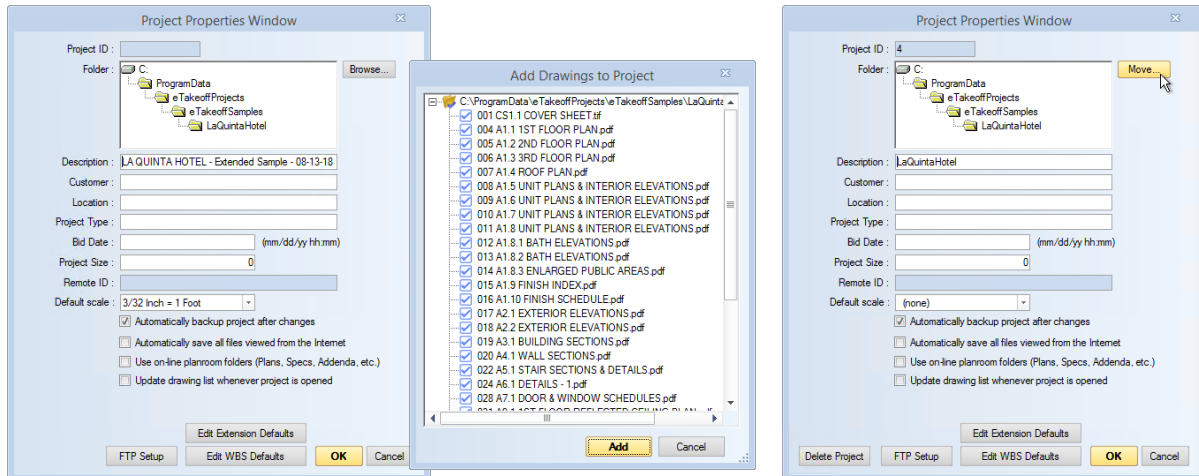 Project Properties Window
Project ID :
Folder :
C:
ProgramData
eTakeoffProjects
eTakeoffSamples
LaQuintaHotel
Browse...
Description : LA QUINTA HOTEL - Extended Sample - 08-13-18
Customer :
Location :
Project Type :
Bid Date : (mm/dd/yy hh:mm)
Project Size : 0
Remote ID :
Default scale : 3/32 Inch = 1 Foot
Automatically backup project after changes
Automatically save all files viewed from the Internet
Use on-line planroom folders (Plans, Specs, Addenda, etc.)
Update drawing list whenever project is opened
Edit Extension Defaults
FTP Setup Edit WBS Defaults OK Cancel
Add Drawings to Project
C:\ProgramData\eTakeoffProjects\eTakeoffSamples\LaQuinta
001 CS1.1 COVER SHEET.tif
004 A1.1 1ST FLOOR PLAN.pdf
005 A1.2 2ND FLOOR PLAN.pdf
006 A1.3 3RD FLOOR PLAN.pdf
007 A1.4 ROOF PLAN.pdf
008 A1.5 UNIT PLANS & INTERIOR ELEVATIONS.pdf
009 A1.6 UNIT PLANS & INTERIOR ELEVATIONS.pdf
010 A1.7 UNIT PLANS & INTERIOR ELEVATIONS.pdf
011 A1.8 UNIT PLANS & INTERIOR ELEVATIONS.pdf
012 A1.8.1 BATH ELEVATIONS.pdf
013 A1.8.2 BATH ELEVATIONS.pdf
014 A1.8.3 ENLARGED PUBLIC AREAS.pdf
015 A1.9 FINISH INDEX.pdf
016 A1.10 FINISH SCHEDULE.pdf
017 A2.1 EXTERIOR ELEVATIONS.pdf
018 A2.2 EXTERIOR ELEVATIONS.pdf
019 A3.1 BUILDING SECTIONS.pdf
020 A4.1 WALL SECTIONS.pdf
022 A5.1 STAIR SECTIONS & DETAILS.pdf
024 A6.1 DETAILS - 1.pdf
028 A7.1 DOOR & WINDOW SCHEDULES.pdf
031 A9.1 1ST FLOOR REFLECTED CEILING PLAN.pdf
Add Cancel
Project Properties Window
Project ID : 4
Folder :
C:
ProgramData
eTakeoffProjects
eTakeoffSamples
LaQuintaHotel
Move...
Description : LaQuintaHotel
Customer :
Location :
Project Type :
Bid Date : (mm/dd/yy hh:mm)
Project Size : 0
Remote ID :
Default scale : (none)
Automatically backup project after changes
Automatically save all files viewed from the Internet
Use on-line planroom folders (Plans, Specs, Addenda, etc.)
Update drawing list whenever project is opened
Edit Extension Defaults
Delete Project FTP Setup Edit WBS Defaults OK Cancel